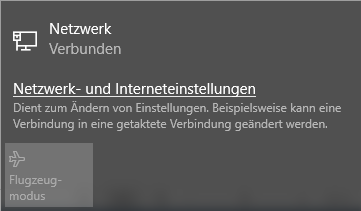 Netzwerk
Verbunden
Netzwerk- und Interneteinstellungen
Dient zum Ändern von Einstellungen. Beispielsweise kann eine
Verbindung in eine getaktete Verbindung geändert werden.
Flugzeug-
modus